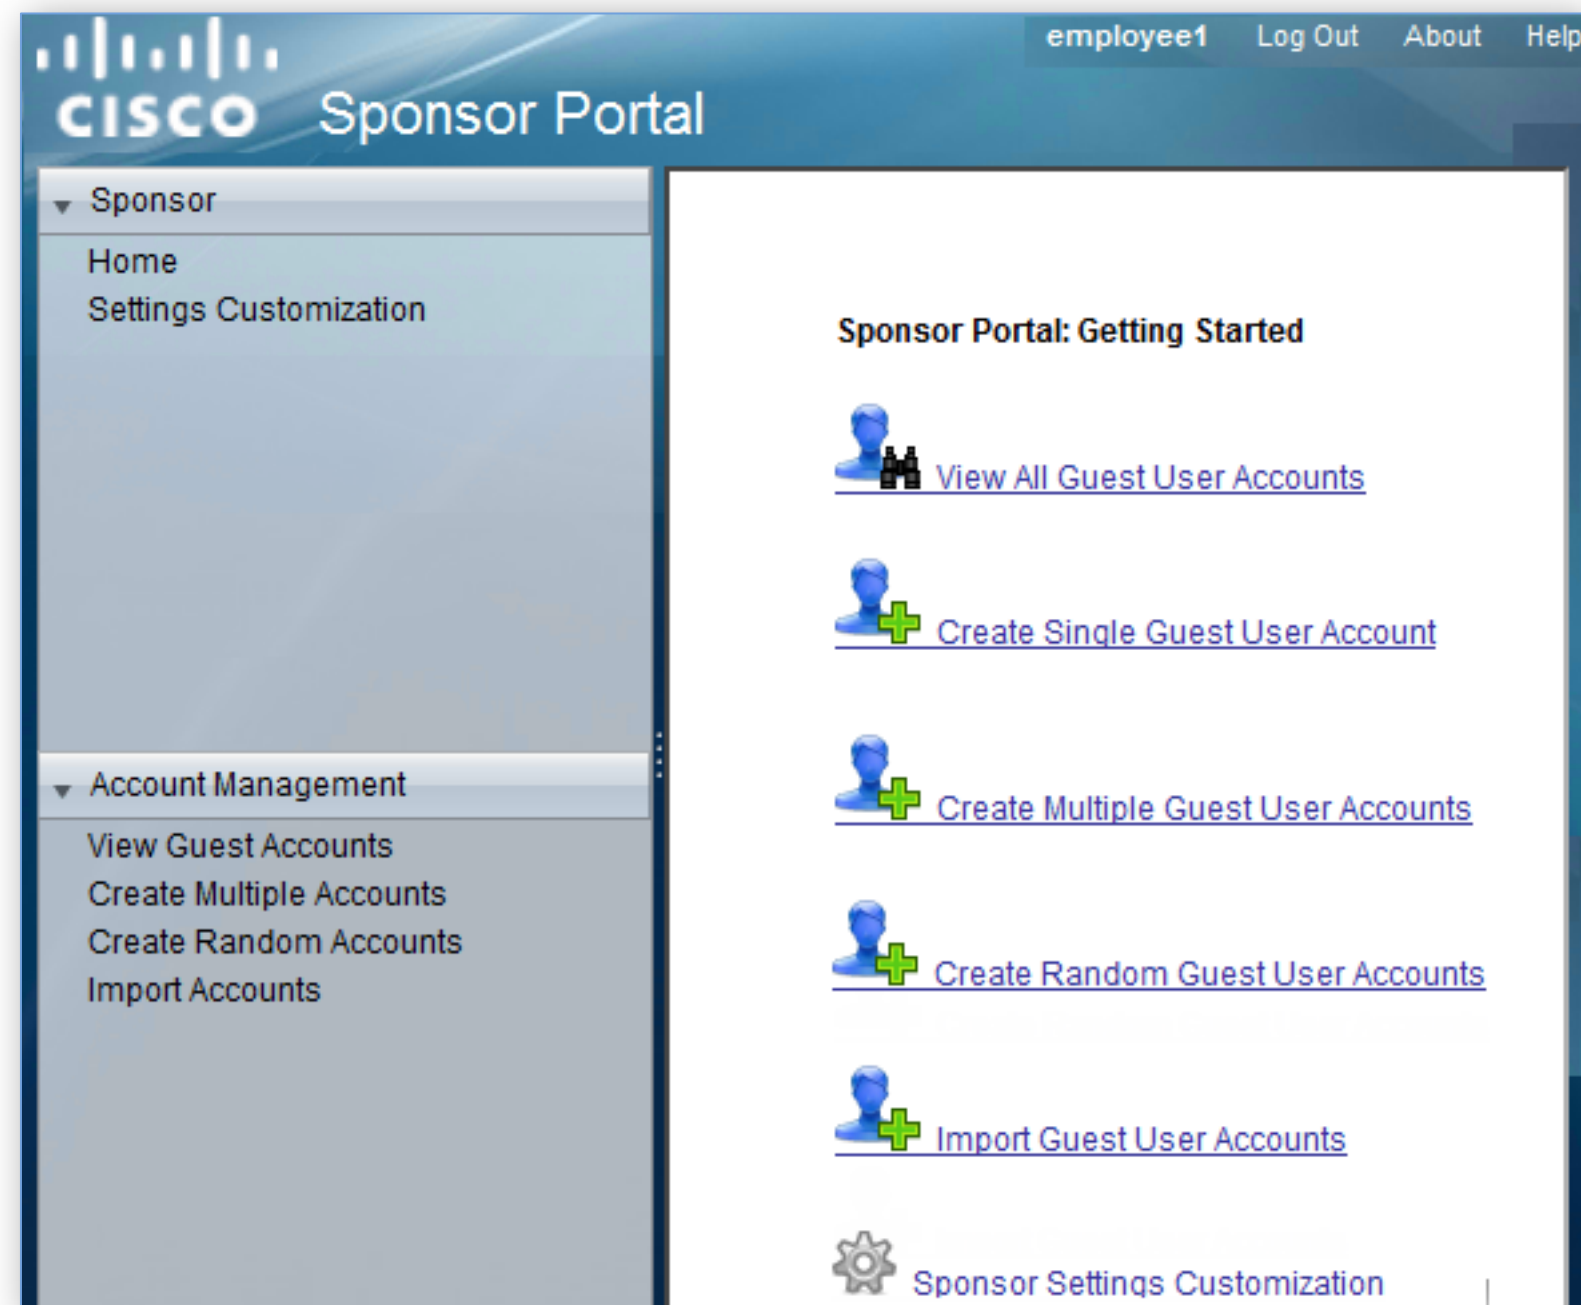 employee1 Log Out About Help
CISCO Sponsor Portal
Sponsor
Home
Settings Customization
Account Management
View Guest Accounts
Create Multiple Accounts
Create Random Accounts
Import Accounts
Sponsor Portal: Getting Started
View All Guest User Accounts
Create Single Guest User Account
Create Multiple Guest User Accounts
Create Random Guest User Accounts
Import Guest User Accounts
Sponsor Settings Customization